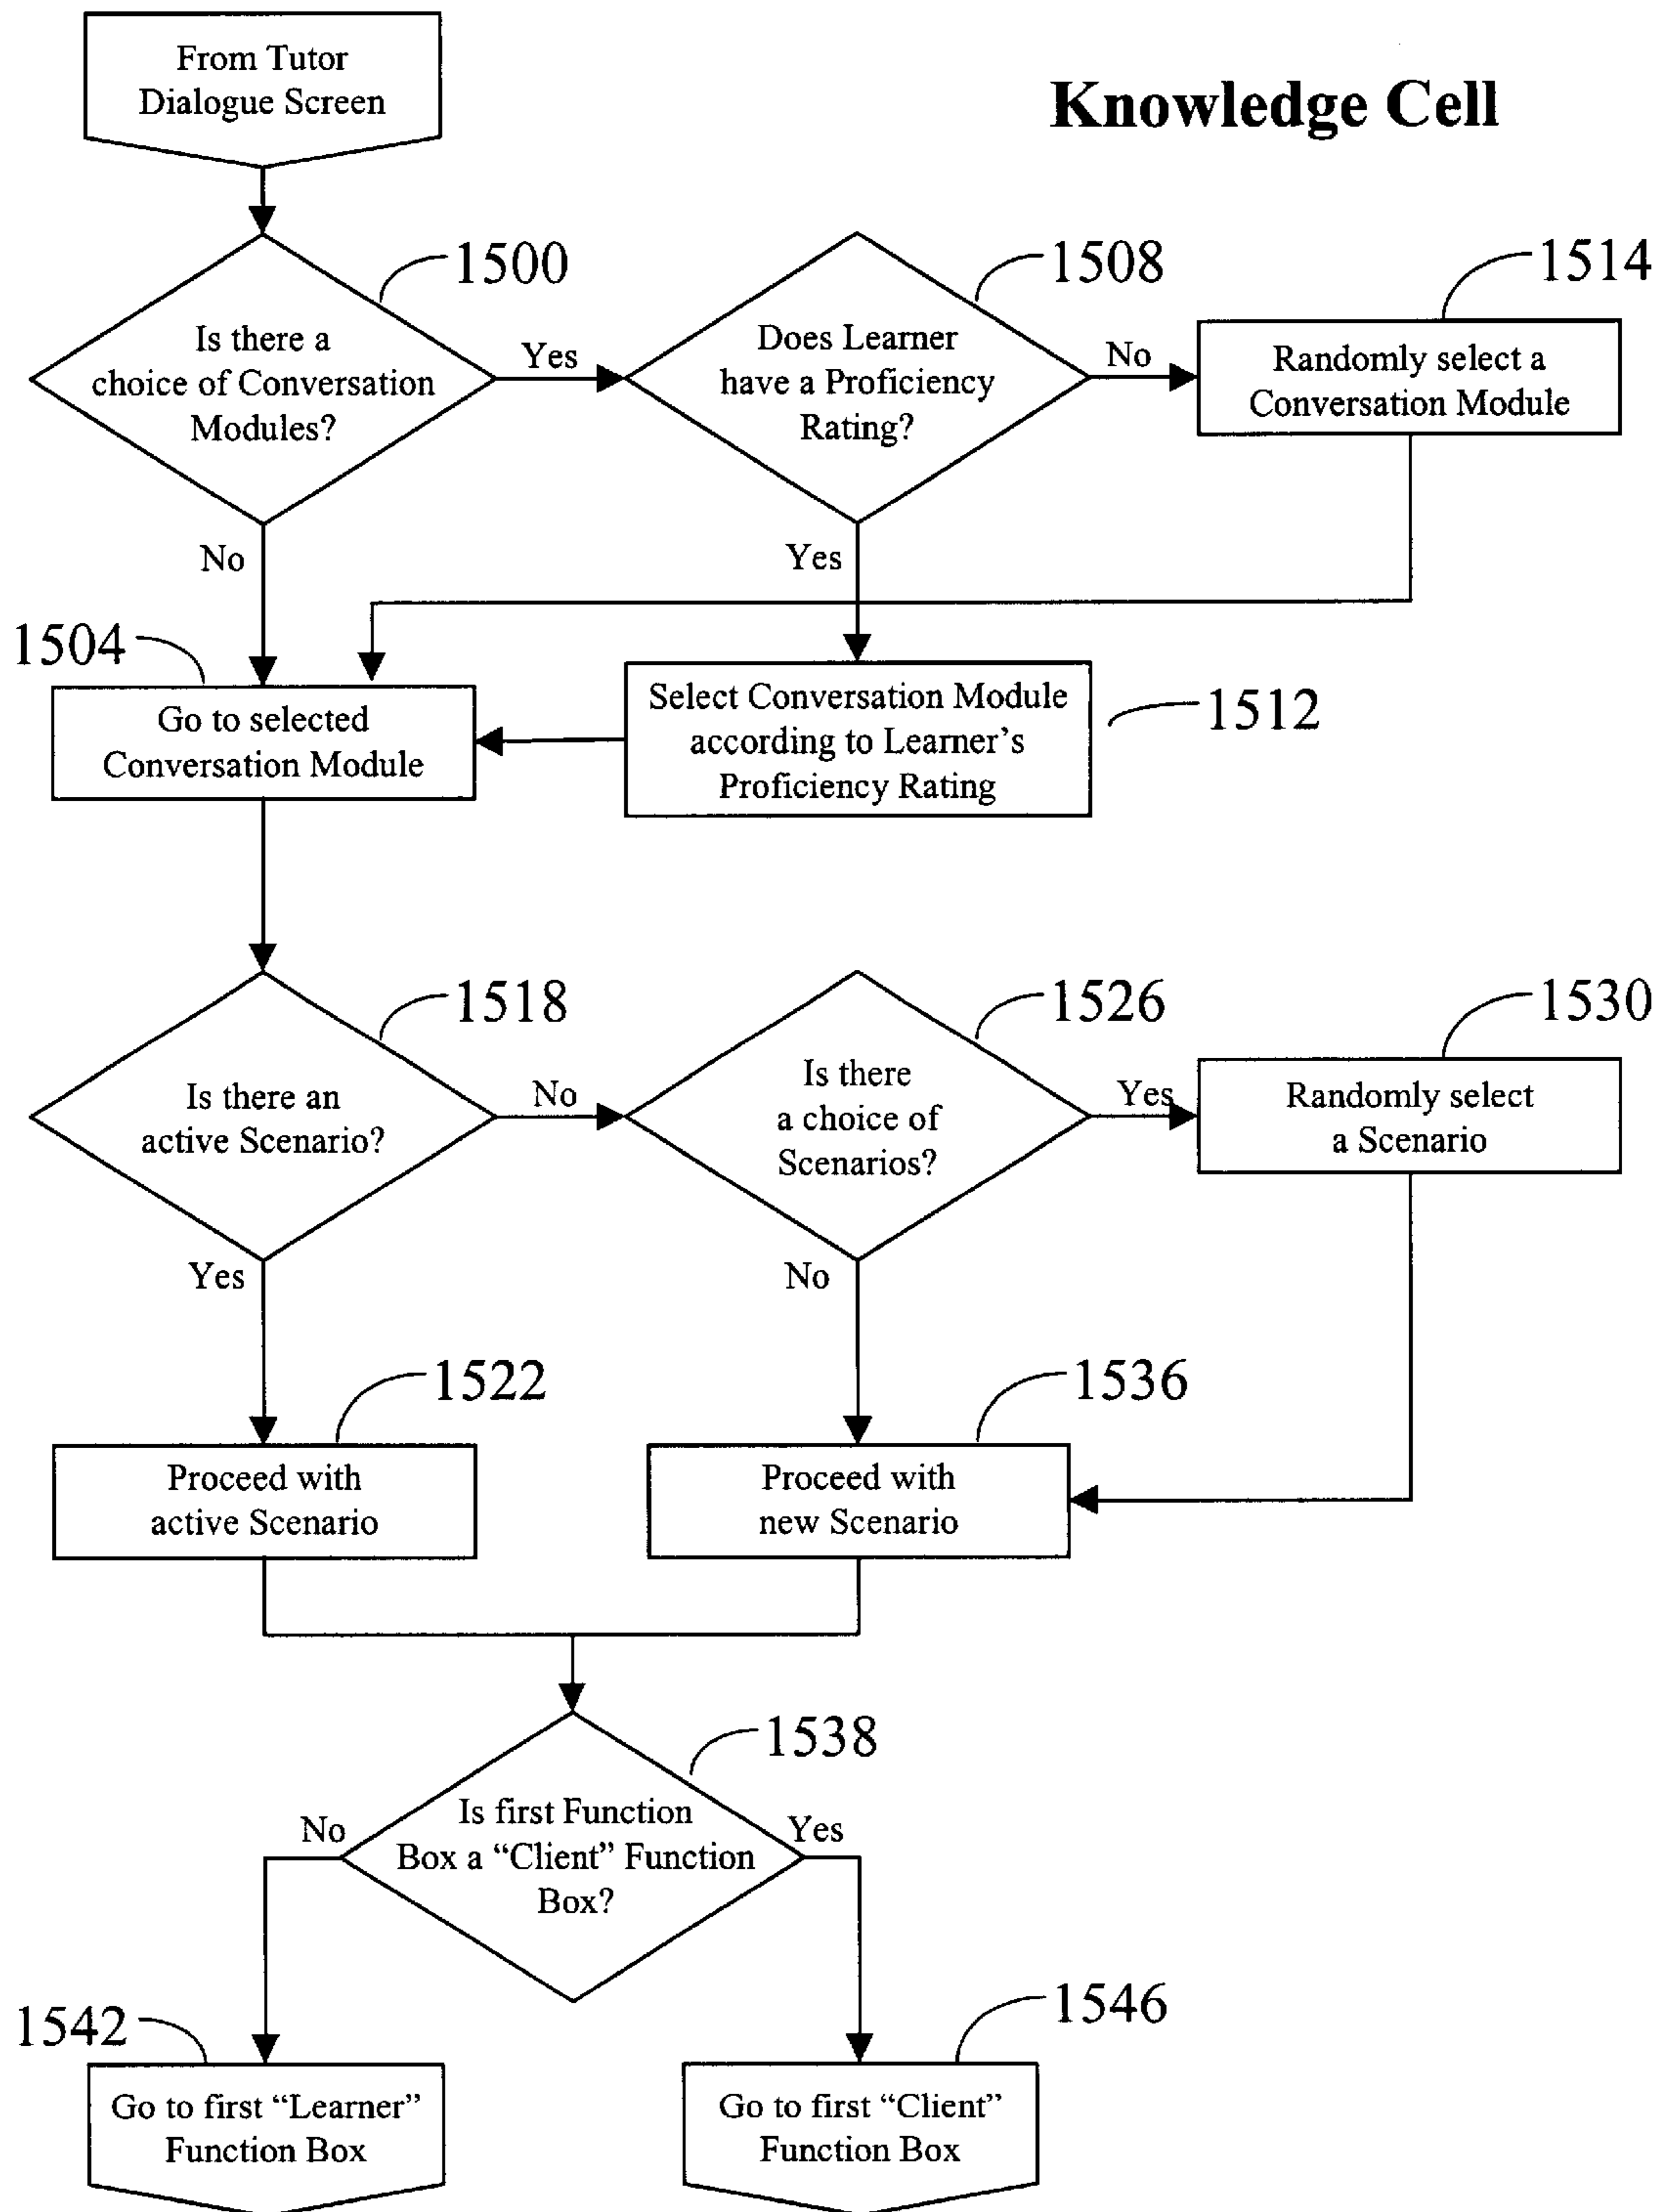 From Tutor
Dialogue Screen
Knowledge Cell
1500
1508
1514
Is there a
choice of Conversation
Modules?
Yes
Does Learner
have a Proficiency
Rating?
No
Randomly select a
Conversation Module
No
Yes
1504
Go to selected
Conversation Module
Select Conversation Module
according to Learner's
Proficiency Rating
1512
1518
1526
1530
Is there an
active Scenario?
No
Is there
a choice of
Scenarios?
Yes
Randomly select
a Scenario
Yes
No
1522
1536
Proceed with
active Scenario
Proceed with
new Scenario
1538
No
Is first Function
Box a “Client” Function
Box?
Yes
1542
1546
Go to first “Learner”
Function Box
Go to first “Client”
Function Box